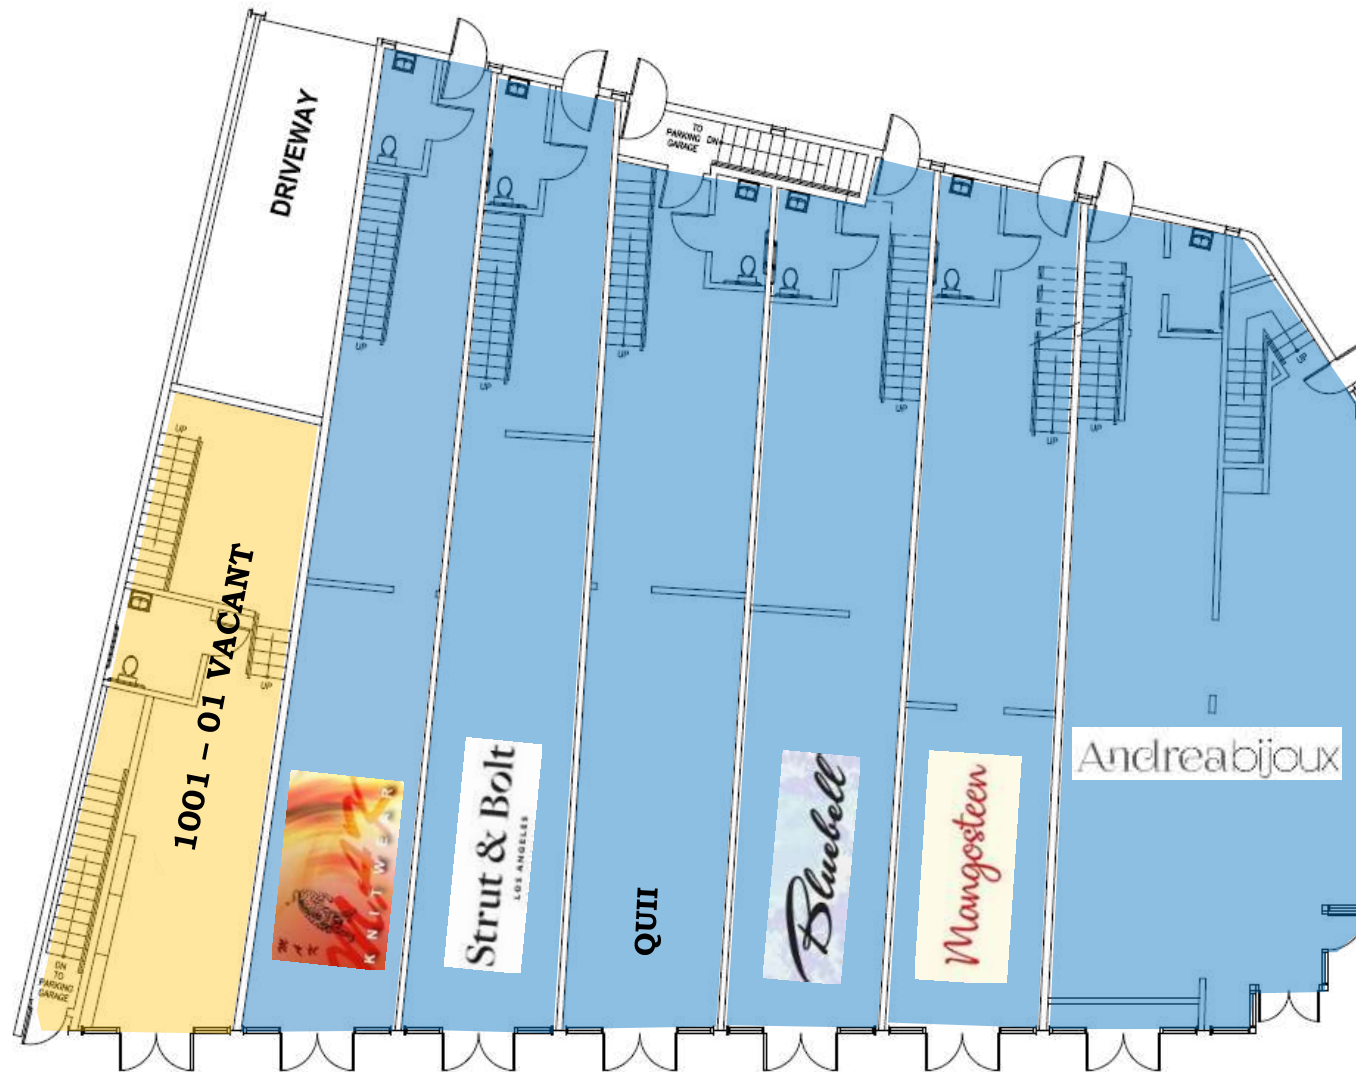 DRIVEWAY
TO
PARKING DN
GARAGE
UP
UP
UP
UP
UP
UP
UP
UP
UP
1001 – 01 VACANT
DN
TO
PARKING
GARAGE
KNITWEAR
Strut & Bolt
LOS ANGELES
QUII
Bluebell
Mangosteen
Andreabijoux